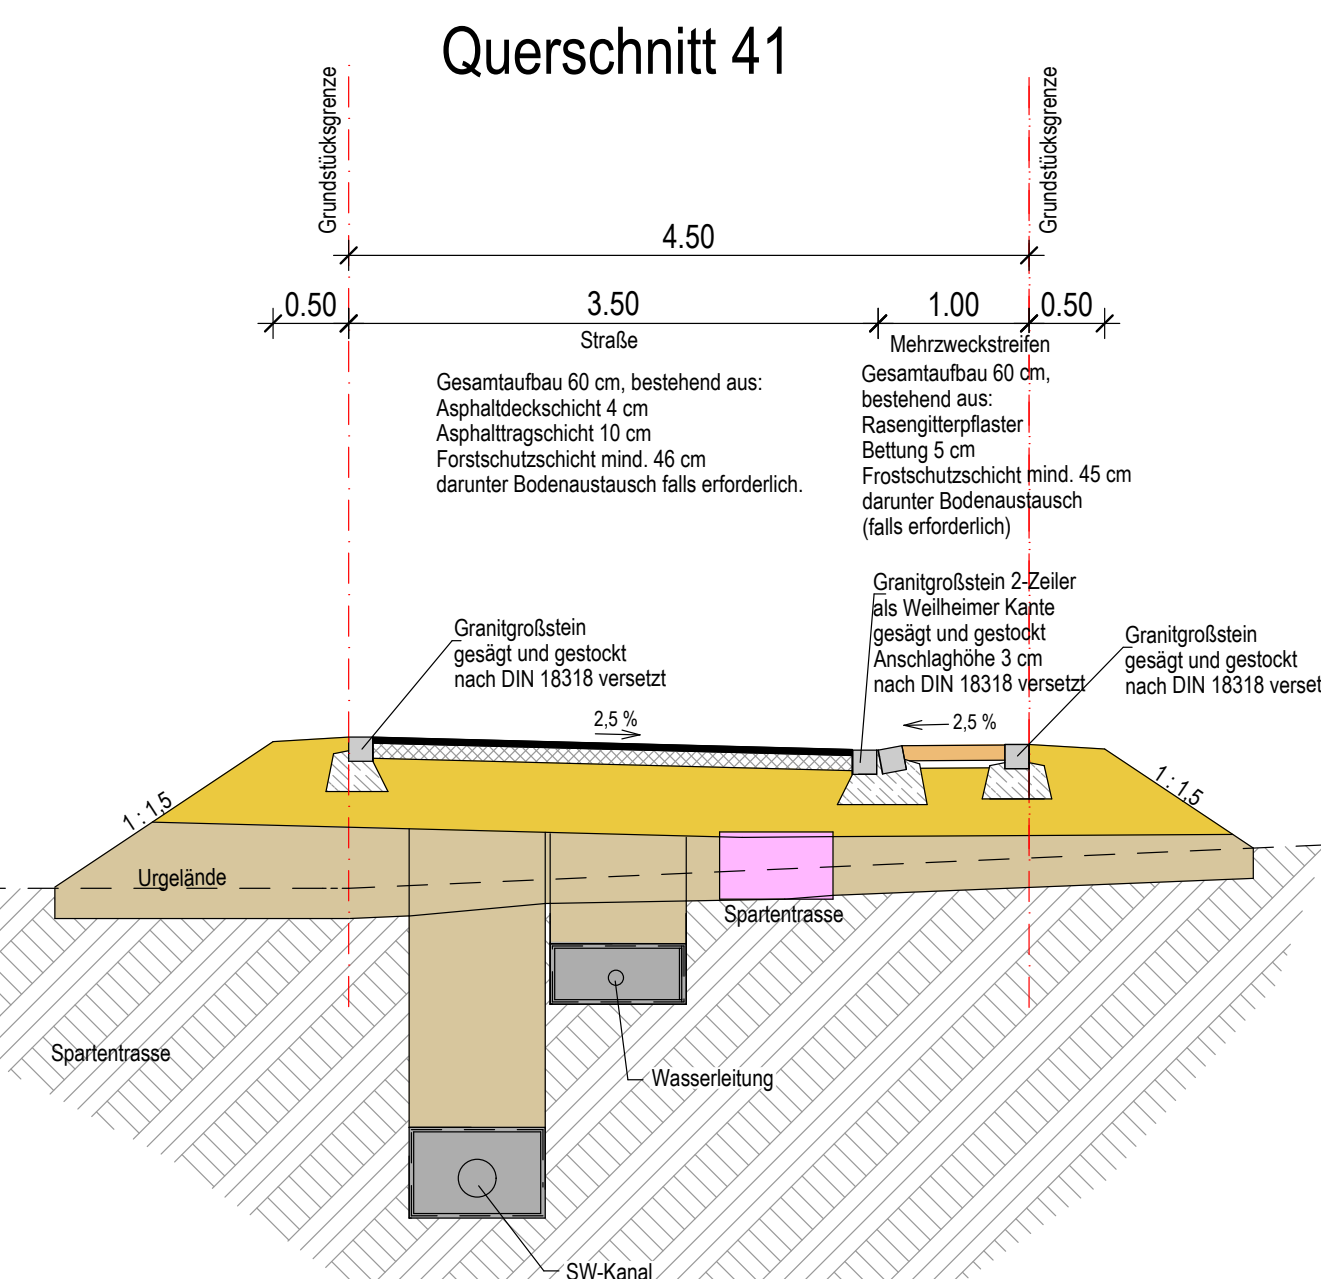 Querschnitt 41
Grundstücksgrenze
Grundstücksgrenze
4.50
0.50
3.50
1.00
0.50
Straße
Mehrzweckstreifen
Gesamtaufbau 60 cm, bestehend aus:
Asphaltdeckschicht 4 cm
Asphalttragschicht 10 cm
Forstschutzschicht mind. 46 cm
darunter Bodenaustausch falls erforderlich.
Gesamtaufbau 60 cm,
bestehend aus:
Rasengitterpflaster
Bettung 5 cm
Frostschutzschicht mind. 45 cm
darunter Bodenaustausch
(falls erforderlich)
Granitgroßstein
gesägt und gestockt
nach DIN 18318 versetzt
Granitgroßstein 2-Zeiler
als Weilheimer Kante
gesägt und gestockt
Anschlaghöhe 3 cm
nach DIN 18318 versetzt
Granitgroßstein
gesägt und gestockt
nach DIN 18318 verset
2,5 %
2,5 %
1 : 1,5
1 : 1,5
Urgelände
Spartentrasse
Spartentrasse
Wasserleitung
SW-Kanal